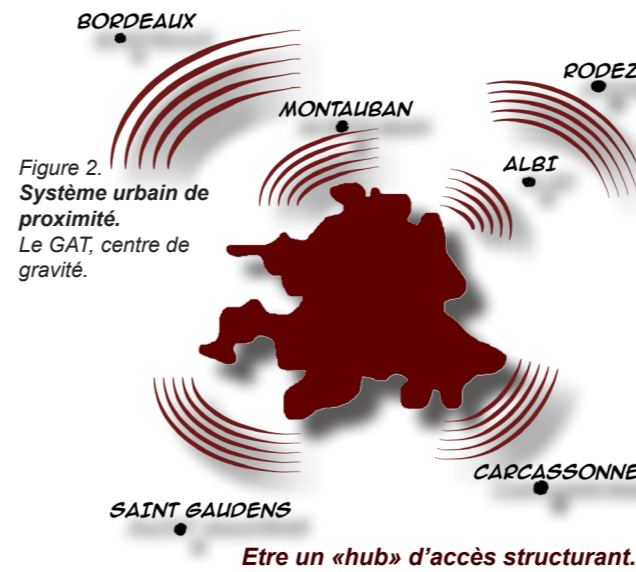 BORDEAUX
RODEZ
MONTAUBAN
ALBI
Figure 2.
Système urbain de
proximité.
Le GAT, centre de
gravité.
CARCASSONNE
SAINT GAUDENS
Etre un «hub» d’accès structurant.